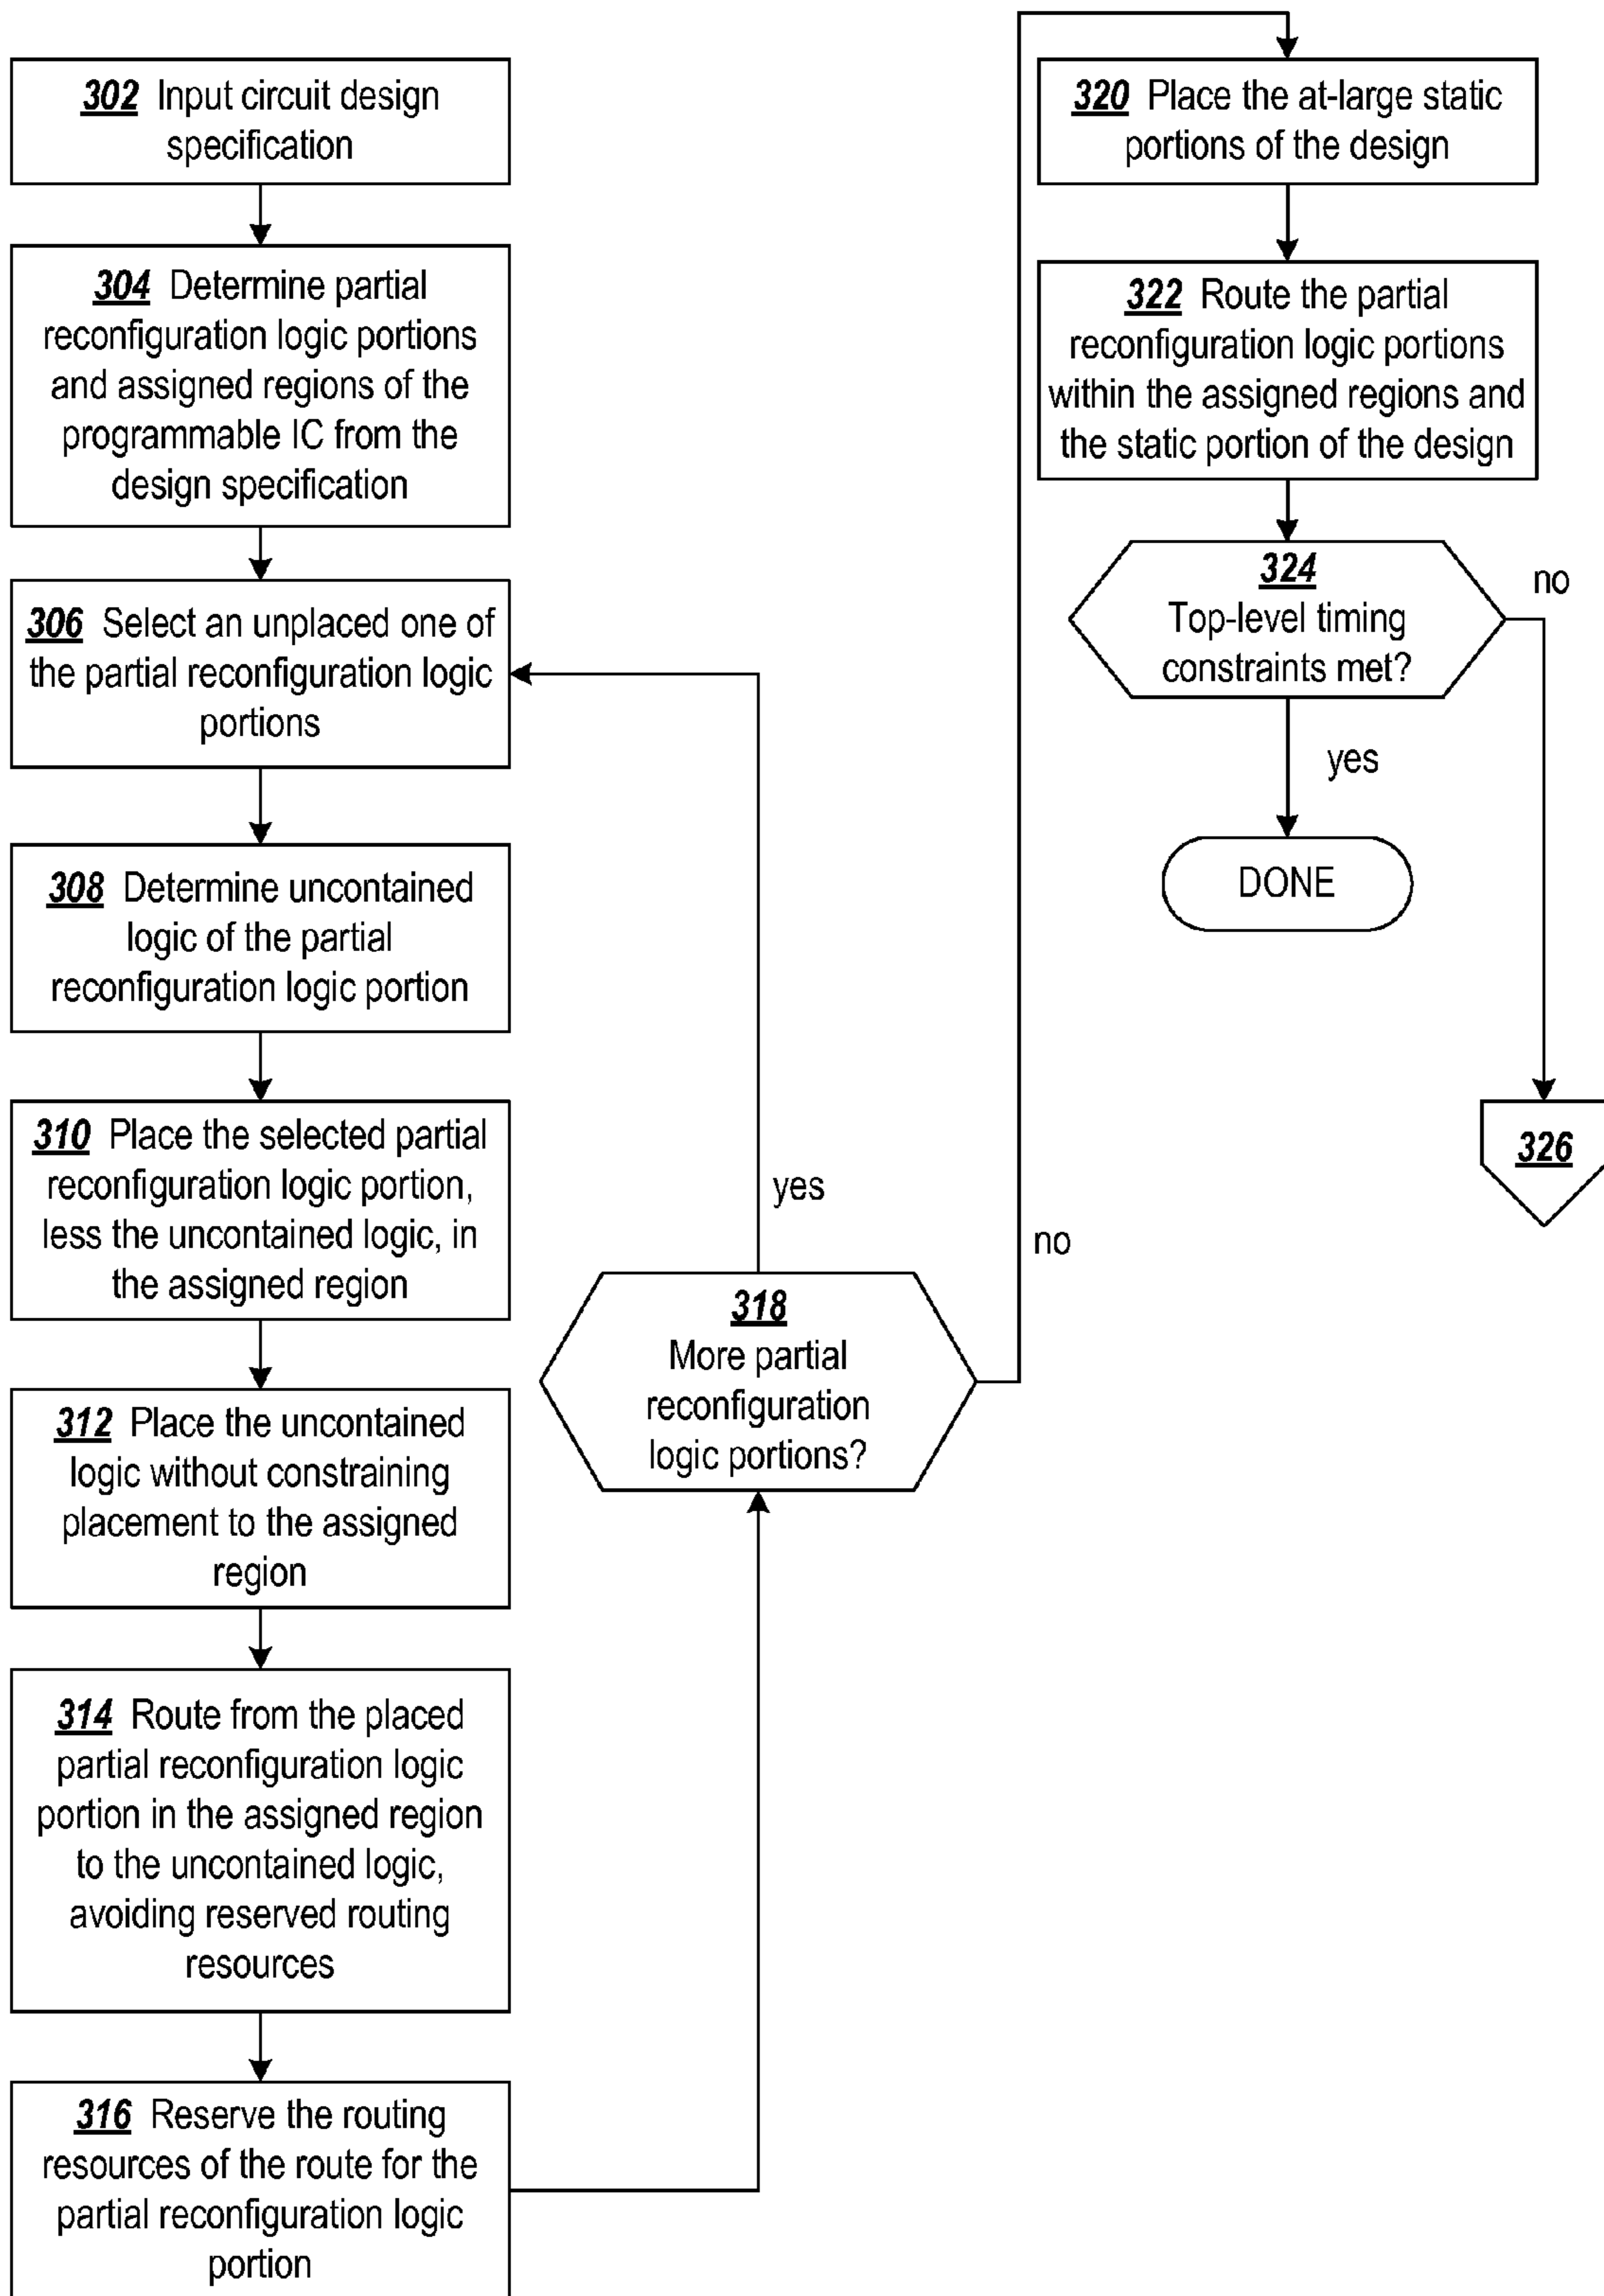 302 Input circuit design
specification
304 Determine partial
reconfiguration logic portions
and assigned regions of the
programmable IC from the
design specification
306 Select an unplaced one of
the partial reconfiguration logic
portions
308 Determine uncontained
logic of the partial
reconfiguration logic portion
310 Place the selected partial
reconfiguration logic portion,
less the uncontained logic, in
the assigned region
312 Place the uncontained
logic without constraining
placement to the assigned
region
314 Route from the placed
partial reconfiguration logic
portion in the assigned region
to the uncontained logic,
avoiding reserved routing
resources
316 Reserve the routing
resources of the route for the
partial reconfiguration logic
portion
318
More partial
reconfiguration
logic portions?
yes
no
320 Place the at-large static
portions of the design
322 Route the partial
reconfiguration logic portions
within the assigned regions and
the static portion of the design
324
Top-level timing
constraints met?
no
yes
DONE
326